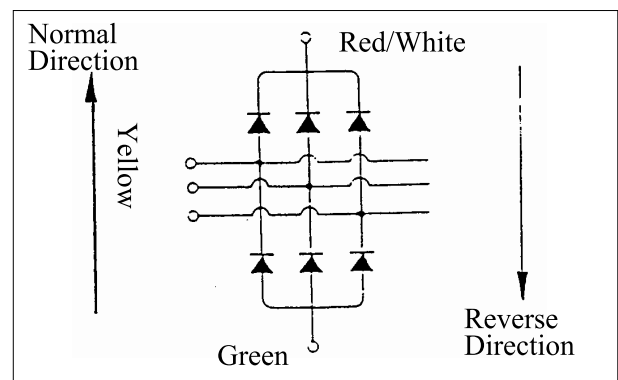 Normal
Direction
Red/White
Yellow
Green
Reverse
Direction